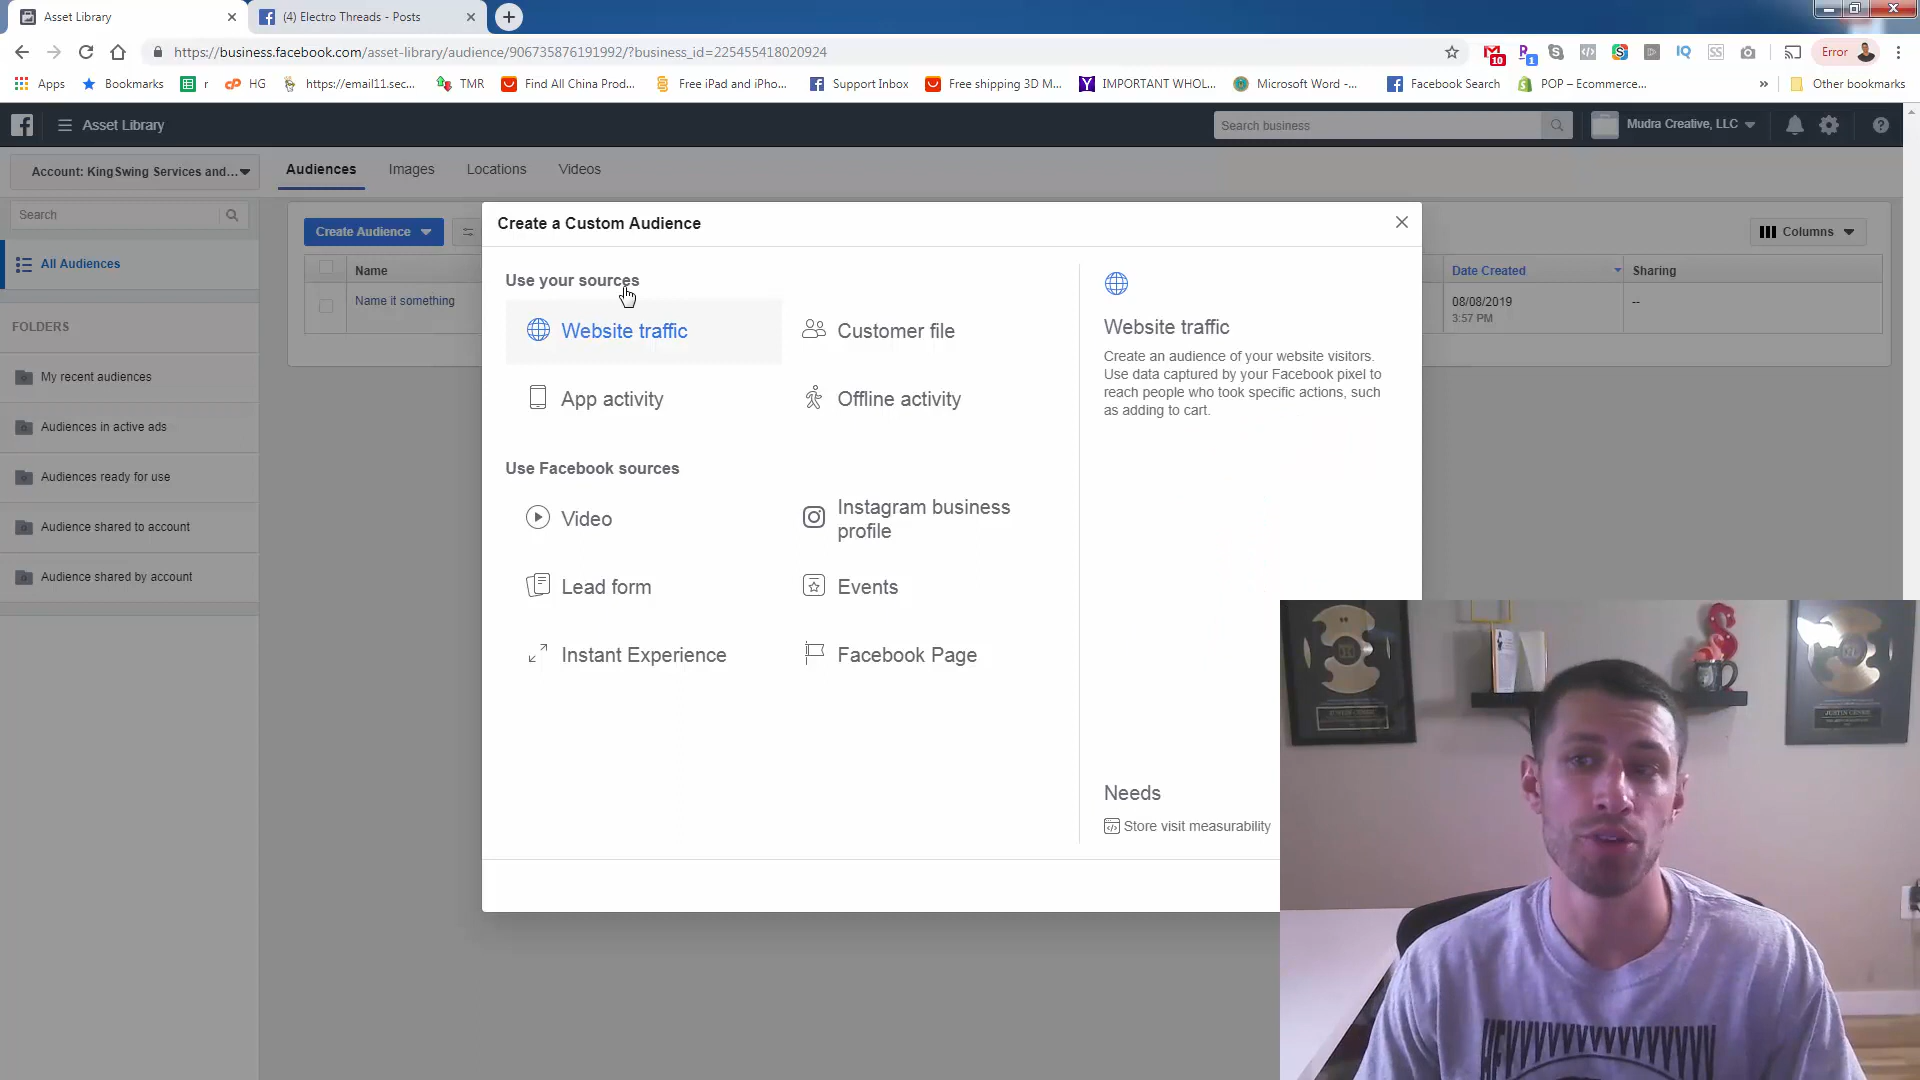 Asset Library
(4) Electro Threads - Posts
https://business.facebook.com/asset-library/audience/906735876191992/?business_id=225455418020924
10
1
IQ
SS
Error
Apps
Bookmarks
r
HG
https://email11.sec...
TMR
Find All China Prod...
Free iPad and iPho...
Support Inbox
Free shipping 3D M...
IMPORTANT WHOL...
Microsoft Word -...
Facebook Search
POP – Ecommerce...
»
Other bookmarks
Asset Library
Search business
Mudra Creative, LLC
Account: KingSwing Services and...
Audiences
Images
Locations
Videos
Search
All Audiences
FOLDERS
My recent audiences
Audiences in active ads
Audiences ready for use
Audience shared to account
Audience shared by account
Create Audience
Columns
Name
Date Created
Sharing
Name it something
08/08/2019
3:57 PM
--
Create a Custom Audience
Use your sources
Website traffic
Customer file
App activity
Offline activity
Use Facebook sources
Video
Instagram business
profile
Lead form
Events
Instant Experience
Facebook Page
Website traffic
Create an audience of your website visitors.
Use data captured by your Facebook pixel to
reach people who took specific actions, such
as adding to cart.
Needs
Store visit measurability